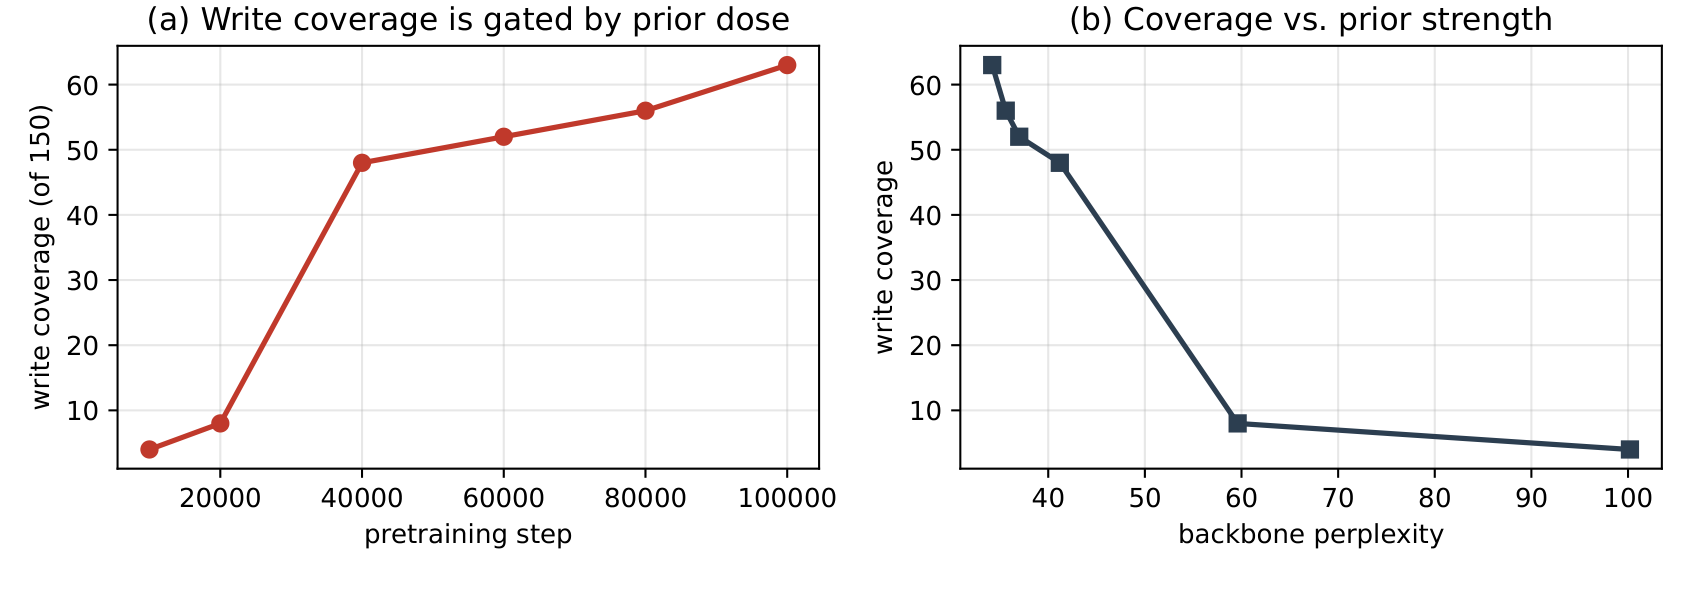 (a) Write coverage is gated by prior dose
write coverage (of 150)
60
50
40
30
20
10
20000 40000 60000 80000 100000
pretraining step
(b) Coverage vs. prior strength
write coverage
60
50
40
30
20
10
40 50 60 70 80 90 100
backbone perplexity